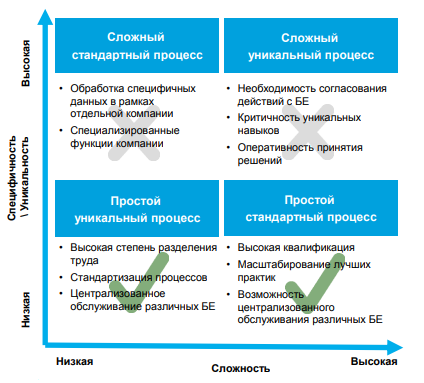 Высокая
Специфичность
\ Уникальность
Низкая
Сложный
стандартный процесс
• Обработка специфичных
данных в рамках
отдельной компании
• Специализированные
функции компании
Сложный
уникальный процесс
• Необходимость согласования
действий с БЕ
• Критичность уникальных
навыков
• Оперативность принятия
решений
Простой
уникальный процесс
• Высокая степень разделения
труда
• Стандартизация процессов
• Централизованное
обслуживание различных БЕ
Простой
стандартный процесс
• Высокая квалификация
• Масштабирование лучших
практик
• Возможность
централизованного
обслуживания различных БЕ
Низкая
Сложность
Высокая